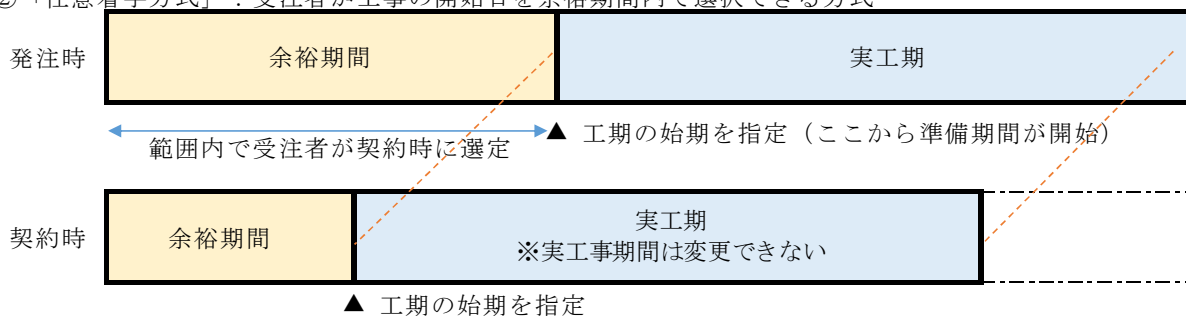 ②「任意着手方式」：受注者が工事の開始日を余裕期間内で選択できる方式
発注時
余裕期間
実工期
▲ 工期の始期を指定（ここから準備期間が開始）
範囲内で受注者が契約時に選定
契約時
余裕期間
実工期
※実工事期間は変更できない
▲ 工期の始期を指定